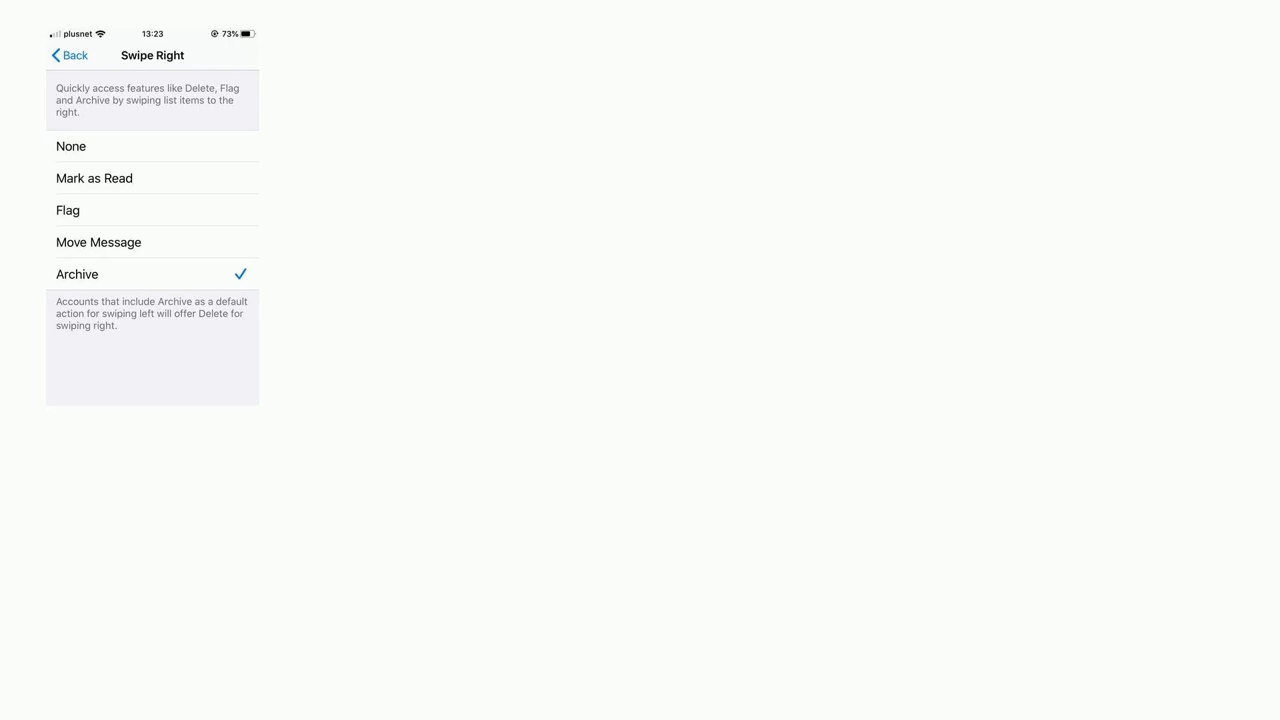 plusnet 13:23 73%
Back Swipe Right
Quickly access features like Delete, Flag
and Archive by swiping list items to the
right.
None
Mark as Read
Flag
Move Message
Archive
Accounts that include Archive as a default
action for swiping left will offer Delete for
swiping right.